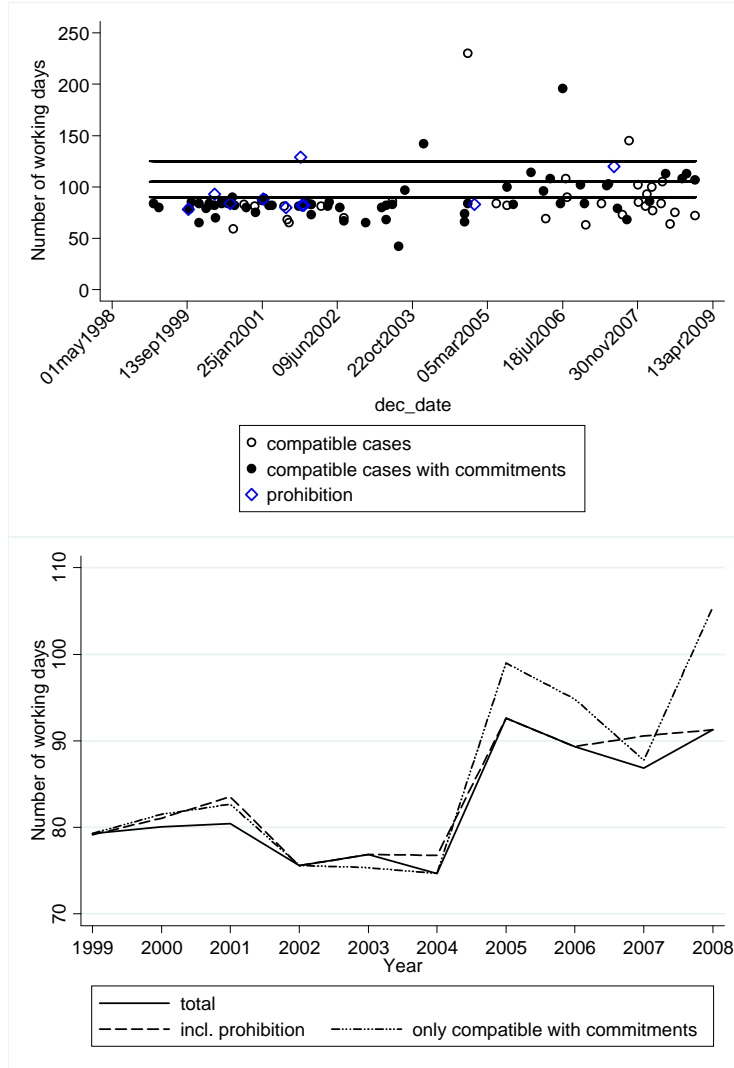 250
200
150
100
50
0
Number of working days
01may1998
13sep1999
25jan2001
09jun2002
22oct2003
05mar2005
18jul2006
30nov2007
13apr2009
dec_date
compatible cases
compatible cases with commitments
prohibition
110
100
90
80
70
Number of working days
1999 2000 2001 2002 2003 2004 2005 2006 2007 2008
Year
total
incl. prohibition only compatible with commitments